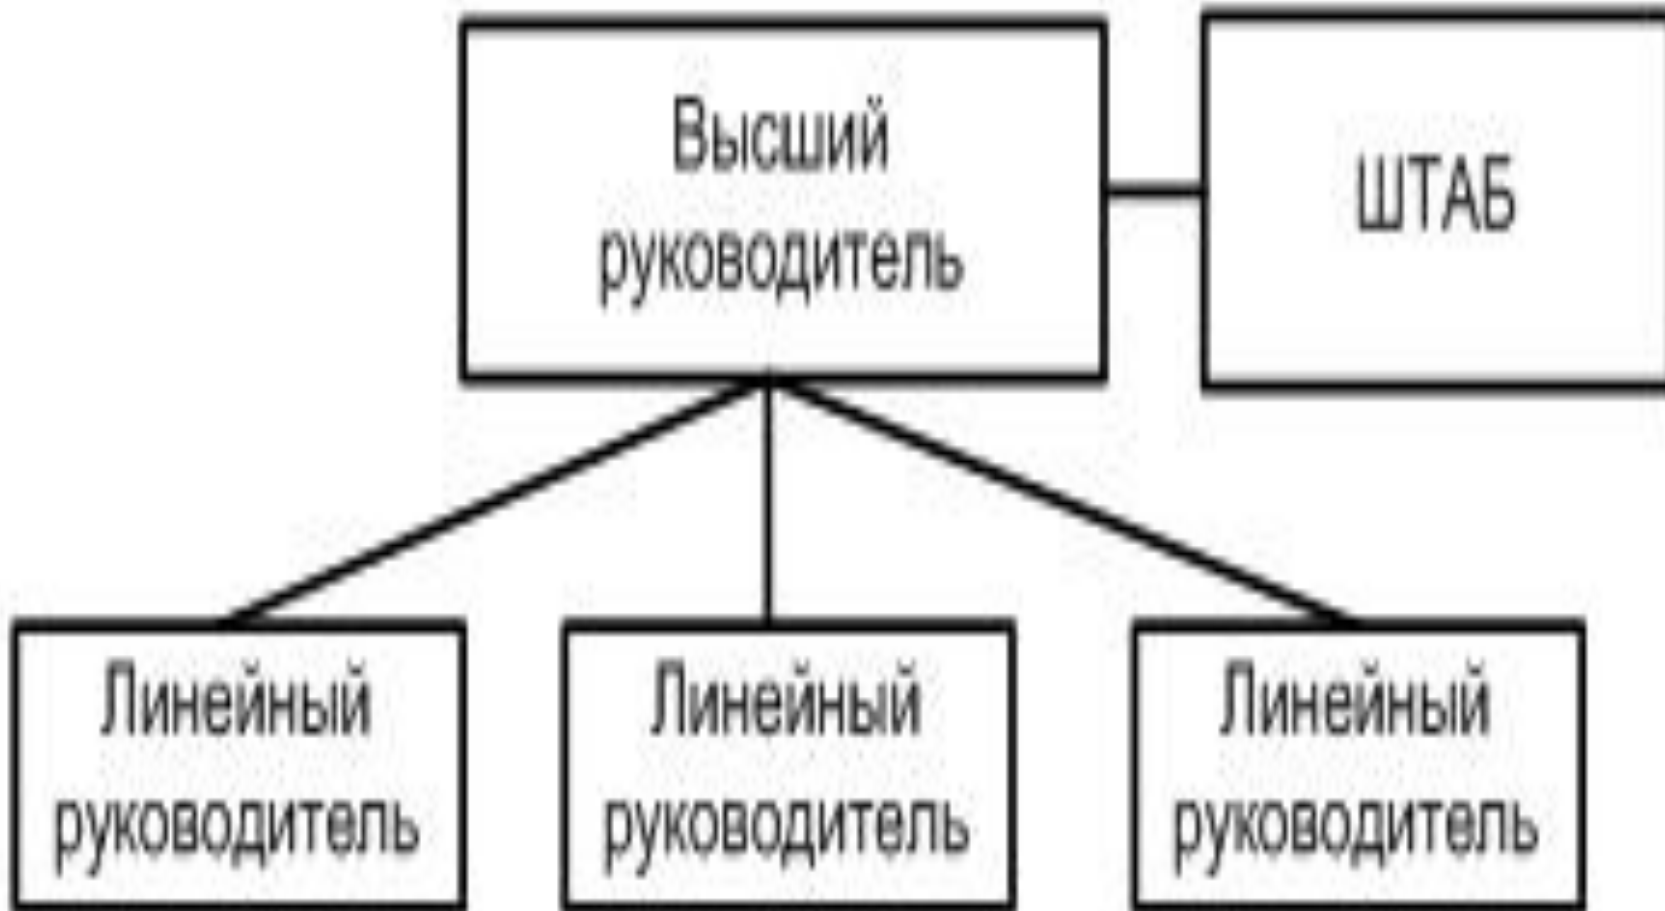 Высший
руководитель
ШТАБ
Линейный
руководитель
Линейный
руководитель
Линейный
руководитель